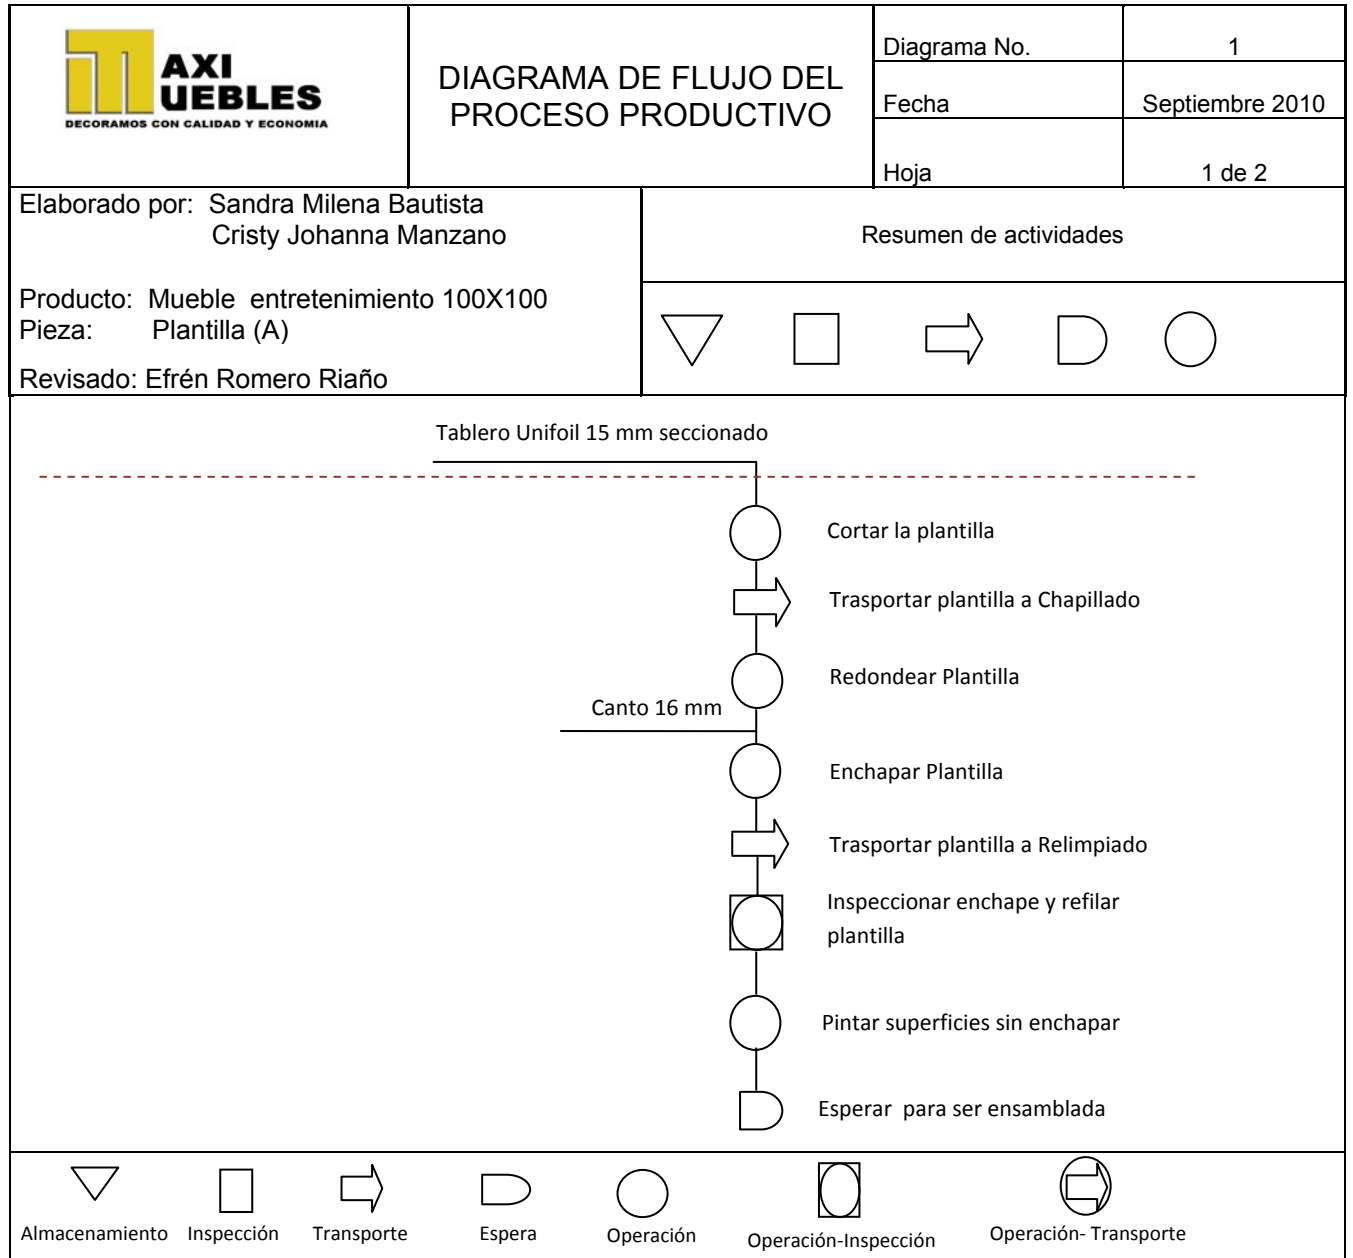 AXI
UEBLES
DECORAMOS CON CALIDAD Y ECONOMIA
DIAGRAMA DE FLUJO DEL
PROCESO PRODUCTIVO
Diagrama No.
1
Fecha
Septiembre 2010
Hoja
1 de 2
Elaborado por: Sandra Milena Bautista
Cristy Johanna Manzano
Producto: Mueble entretenimiento 100X100
Pieza: Plantilla (A)
Revisado: Efrén Romero Riaño
Resumen de actividades
Tablero Unifoil 15 mm seccionado
Cortar la plantilla
Trasportar plantilla a Chapillado
Redondear Plantilla
Canto 16 mm
Enchapar Plantilla
Trasportar plantilla a Relimpiado
Inspeccionar enchape y refilar
plantilla
Pintar superficies sin enchapar
Esperar para ser ensamblada
Almacenamiento
Inspección
Transporte
Espera
Operación
Operación-Inspección
Operación- Transporte